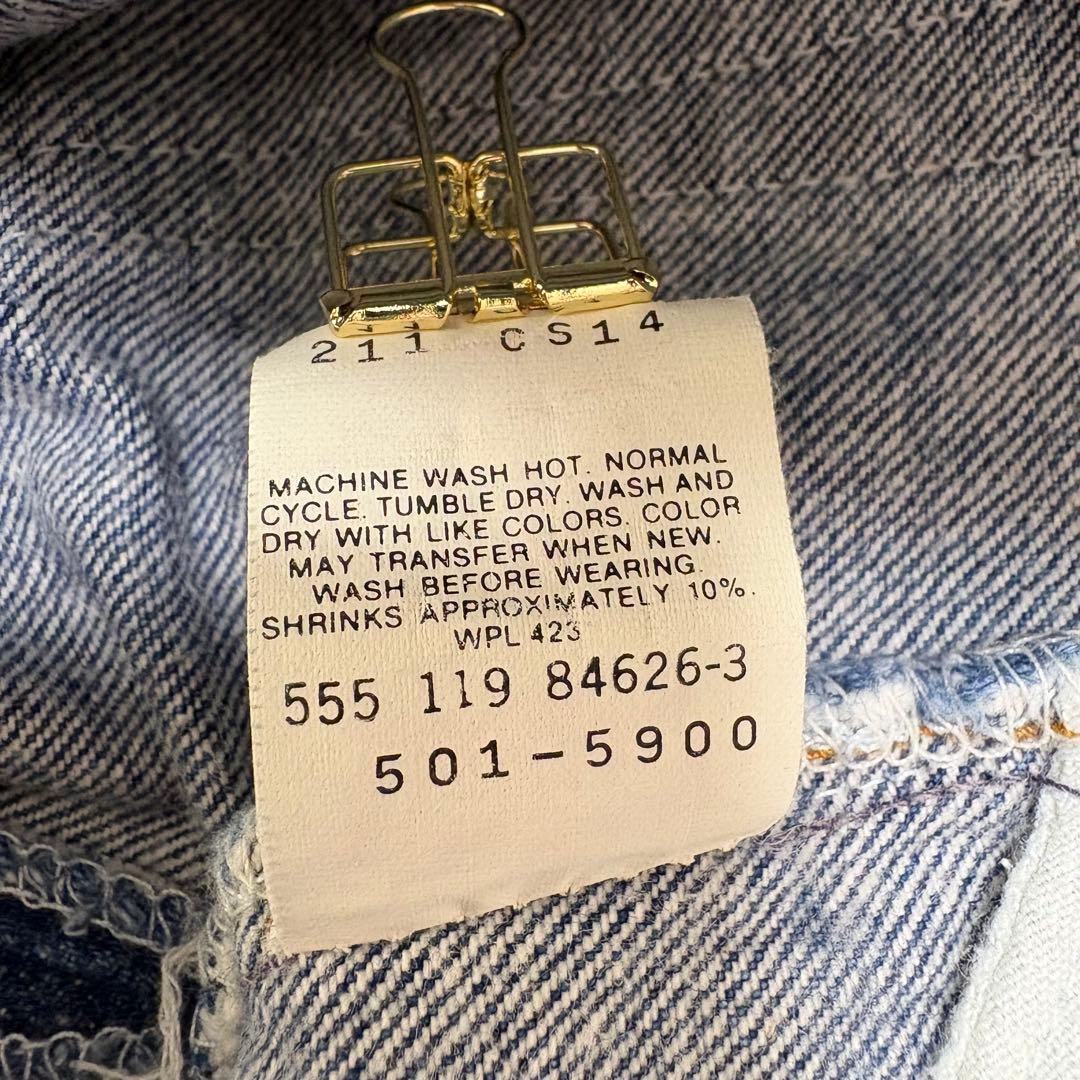 211 CS14
MACHINE WASH HOT. NORMAL
CYCLE. TUMBLE DRY. WASH AND
DRY WITH LIKE COLORS. COLOR
MAY TRANSFER WHEN NEW.
WASH BEFORE WEARING.
SHRINKS APPROXIMATELY 10%.
WPL 423
555 119 84626-3
501-5900